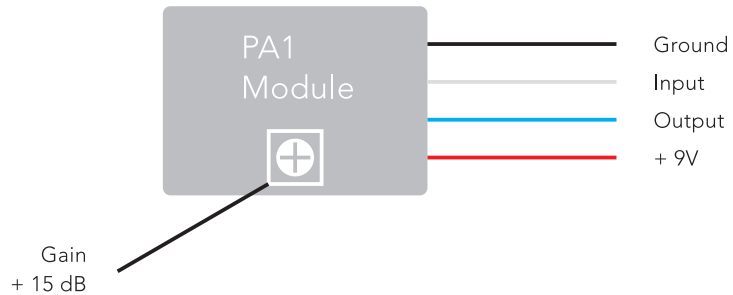 PA1
Module
Ground
Input
Output
+ 9V
Gain
+ 15 dB